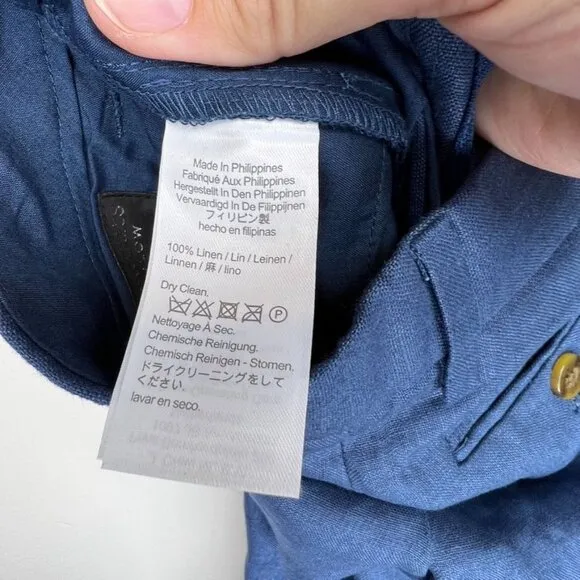 Made In Philippines
Fabriqué Aux Philippines
Hergestellt In Den Philippinen
Vervaardigd In De Filippijnen
フィリピン製
hecho en filipinas
100% Linen / Lin / Leinen /
Linnen / 麻 / lino
Dry Clean.
P
Nettoyage À Sec.
Chemische Reinigung.
Chemisch Reinigen - Stomen.
ドライクリーニングをして
ください。
lavar en seco.